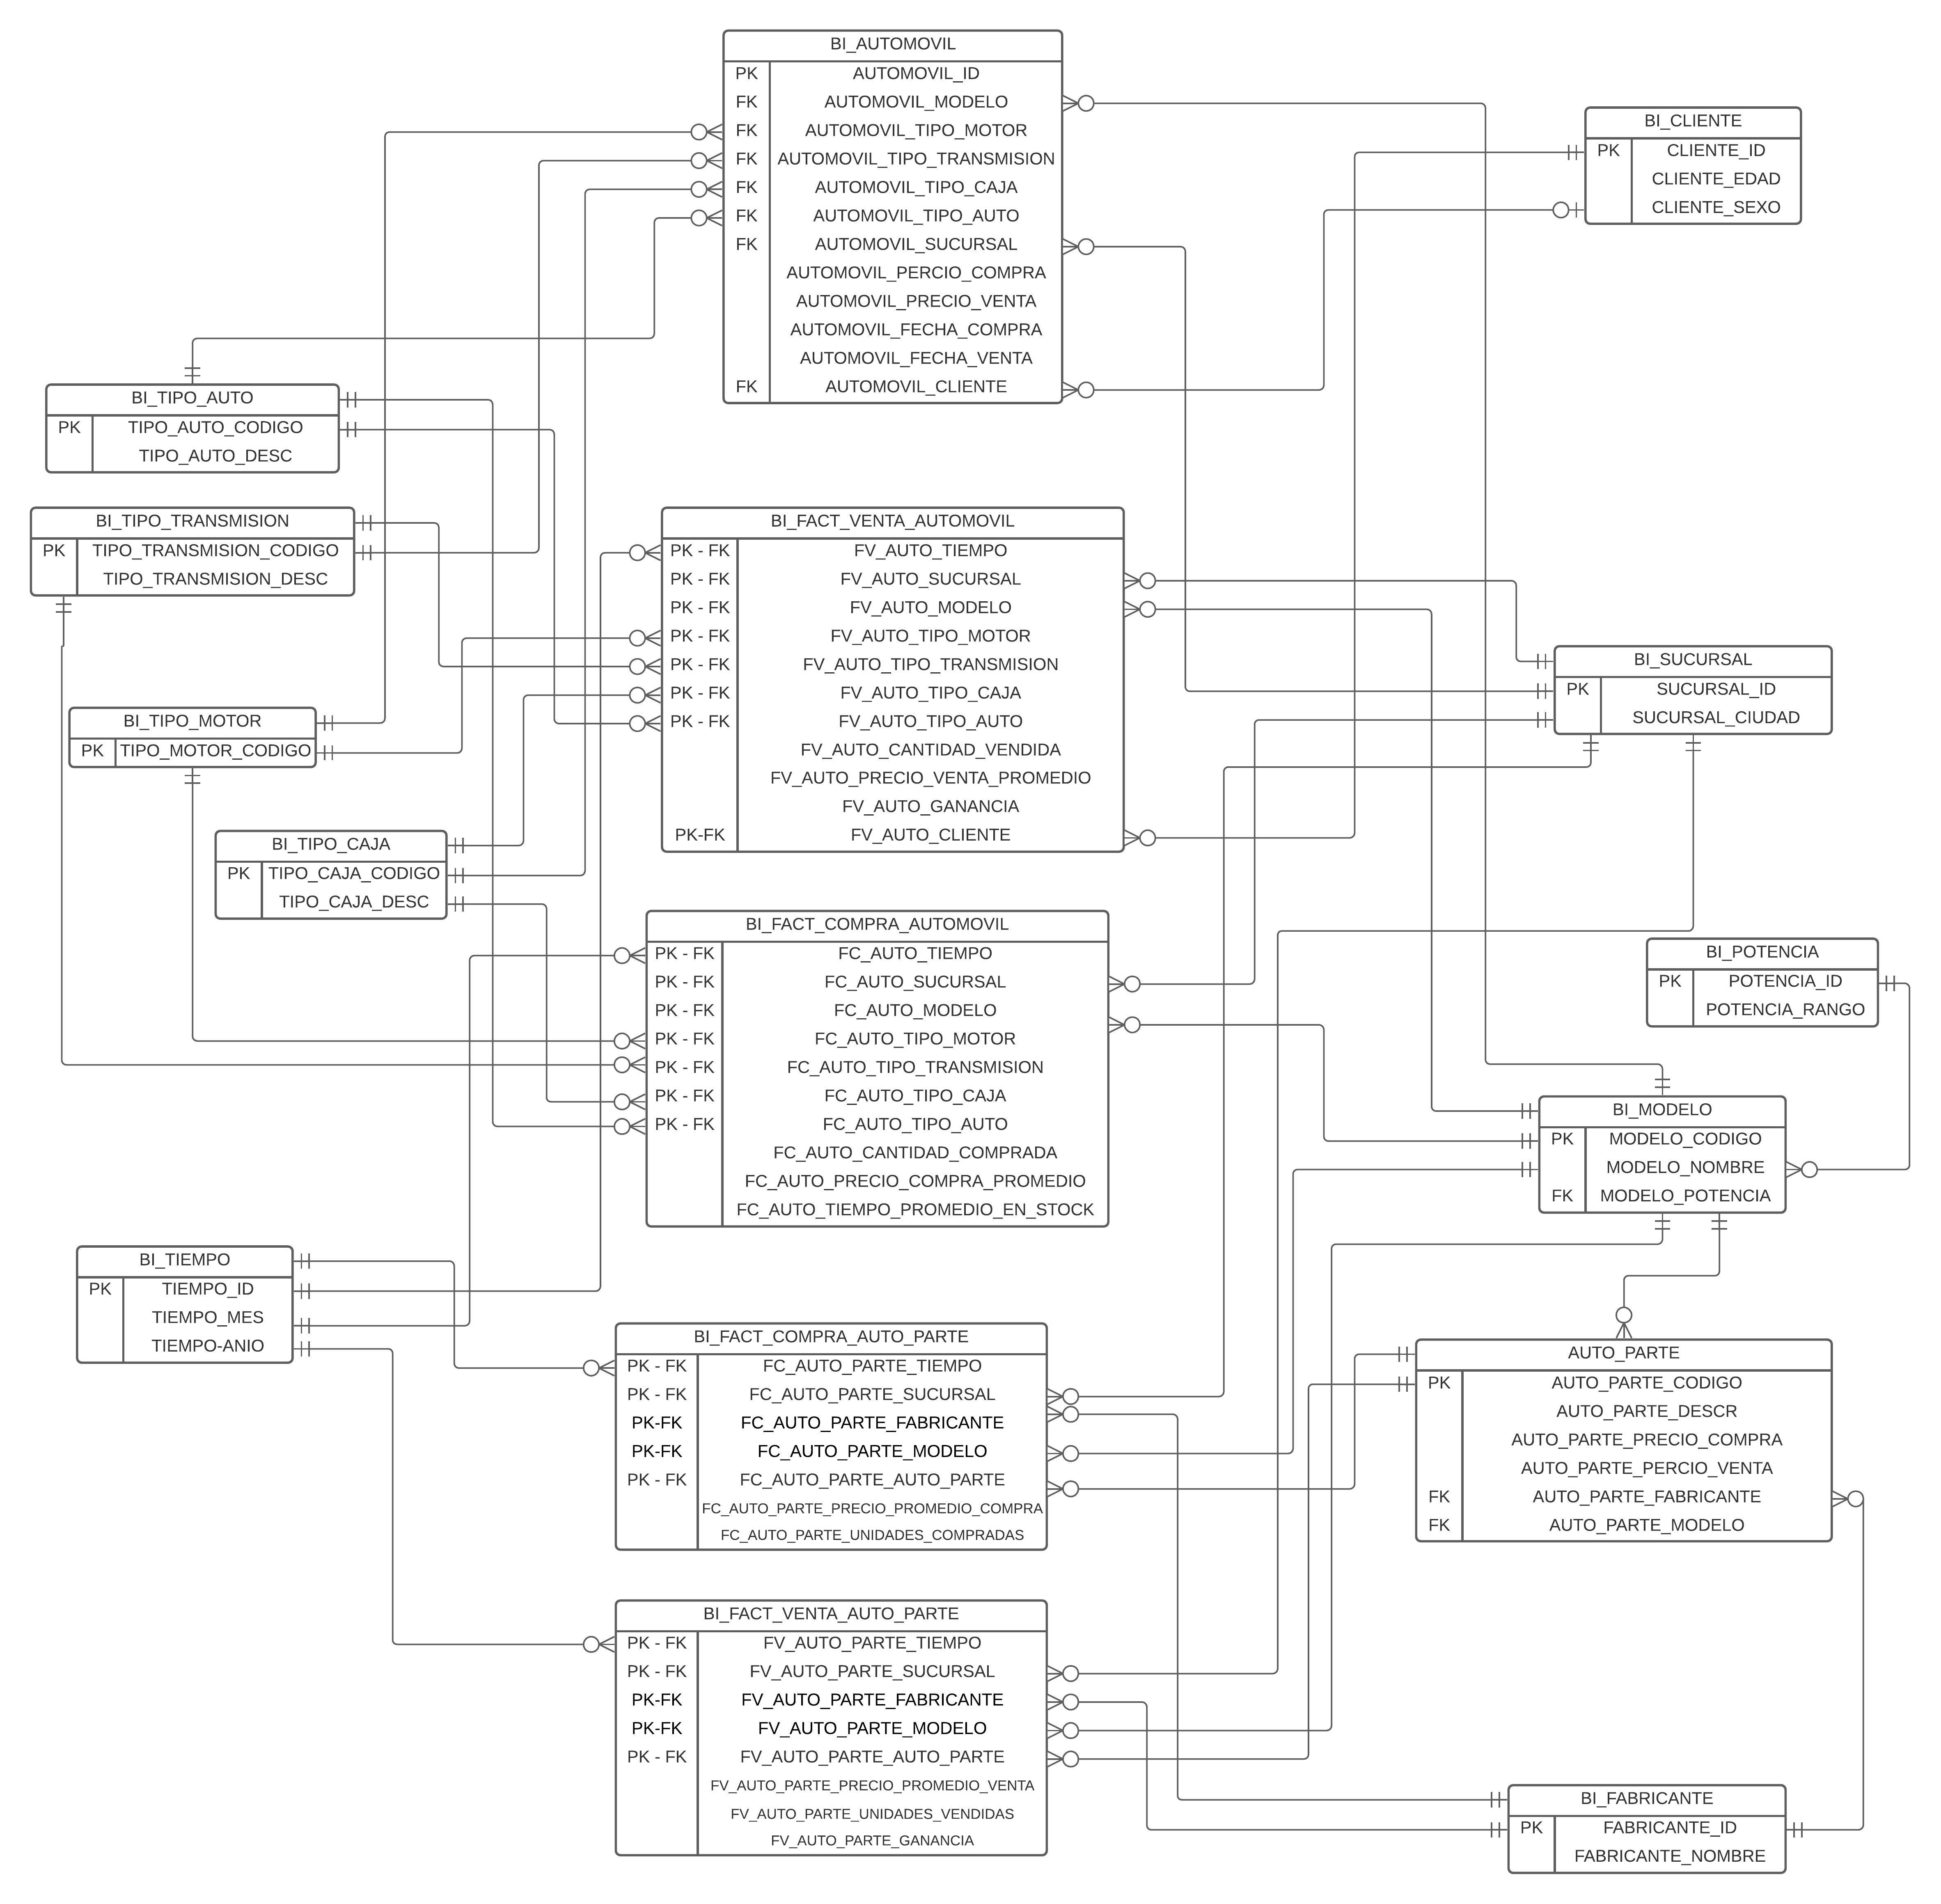 BI_AUTOMOVIL
PK AUTOMOVIL_ID
FK AUTOMOVIL_MODELO
FK AUTOMOVIL_TIPO_MOTOR
FK AUTOMOVIL_TIPO_TRANSMISION
FK AUTOMOVIL_TIPO_CAJA
FK AUTOMOVIL_TIPO_AUTO
FK AUTOMOVIL_SUCURSAL
AUTOMOVIL_PERCIO_COMPRA
AUTOMOVIL_PRECIO_VENTA
AUTOMOVIL_FECHA_COMPRA
AUTOMOVIL_FECHA_VENTA
FK AUTOMOVIL_CLIENTE
BI_CLIENTE
PK CLIENTE_ID
CLIENTE_EDAD
CLIENTE_SEXO
BI_TIPO_AUTO
PK TIPO_AUTO_CODIGO
TIPO_AUTO_DESC
BI_TIPO_TRANSMISION
PK TIPO_TRANSMISION_CODIGO
TIPO_TRANSMISION_DESC
BI_FACT_VENTA_AUTOMOVIL
PK - FK FV_AUTO_TIEMPO
PK - FK FV_AUTO_SUCURSAL
PK - FK FV_AUTO_MODELO
PK - FK FV_AUTO_TIPO_MOTOR
PK - FK FV_AUTO_TIPO_TRANSMISION
PK - FK FV_AUTO_TIPO_CAJA
PK - FK FV_AUTO_TIPO_AUTO
FV_AUTO_CANTIDAD_VENDIDA
FV_AUTO_PRECIO_VENTA_PROMEDIO
FV_AUTO_GANANCIA
PK-FK FV_AUTO_CLIENTE
BI_SUCURSAL
PK SUCURSAL_ID
SUCURSAL_CIUDAD
BI_TIPO_MOTOR
PK TIPO_MOTOR_CODIGO
BI_TIPO_CAJA
PK TIPO_CAJA_CODIGO
TIPO_CAJA_DESC
BI_FACT_COMPRA_AUTOMOVIL
PK - FK FC_AUTO_TIEMPO
PK - FK FC_AUTO_SUCURSAL
PK - FK FC_AUTO_MODELO
PK - FK FC_AUTO_TIPO_MOTOR
PK - FK FC_AUTO_TIPO_TRANSMISION
PK - FK FC_AUTO_TIPO_CAJA
PK - FK FC_AUTO_TIPO_AUTO
FC_AUTO_CANTIDAD_COMPRADA
FC_AUTO_PRECIO_COMPRA_PROMEDIO
FC_AUTO_TIEMPO_PROMEDIO_EN_STOCK
BI_POTENCIA
PK POTENCIA_ID
POTENCIA_RANGO
BI_MODELO
PK MODELO_CODIGO
MODELO_NOMBRE
FK MODELO_POTENCIA
BI_TIEMPO
PK TIEMPO_ID
TIEMPO_MES
TIEMPO-ANIO
BI_FACT_COMPRA_AUTO_PARTE
PK - FK FC_AUTO_PARTE_TIEMPO
PK - FK FC_AUTO_PARTE_SUCURSAL
PK-FK FC_AUTO_PARTE_FABRICANTE
PK-FK FC_AUTO_PARTE_MODELO
PK - FK FC_AUTO_PARTE_AUTO_PARTE
FC_AUTO_PARTE_PRECIO_PROMEDIO_COMPRA
FC_AUTO_PARTE_UNIDADES_COMPRADAS
AUTO_PARTE
PK AUTO_PARTE_CODIGO
AUTO_PARTE_DESCR
AUTO_PARTE_PRECIO_COMPRA
AUTO_PARTE_PERCIO_VENTA
FK AUTO_PARTE_FABRICANTE
FK AUTO_PARTE_MODELO
BI_FACT_VENTA_AUTO_PARTE
PK - FK FV_AUTO_PARTE_TIEMPO
PK - FK FV_AUTO_PARTE_SUCURSAL
PK-FK FV_AUTO_PARTE_FABRICANTE
PK-FK FV_AUTO_PARTE_MODELO
PK - FK FV_AUTO_PARTE_AUTO_PARTE
FV_AUTO_PARTE_PRECIO_PROMEDIO_VENTA
FV_AUTO_PARTE_UNIDADES_VENDIDAS
FV_AUTO_PARTE_GANANCIA
BI_FABRICANTE
PK FABRICANTE_ID
FABRICANTE_NOMBRE